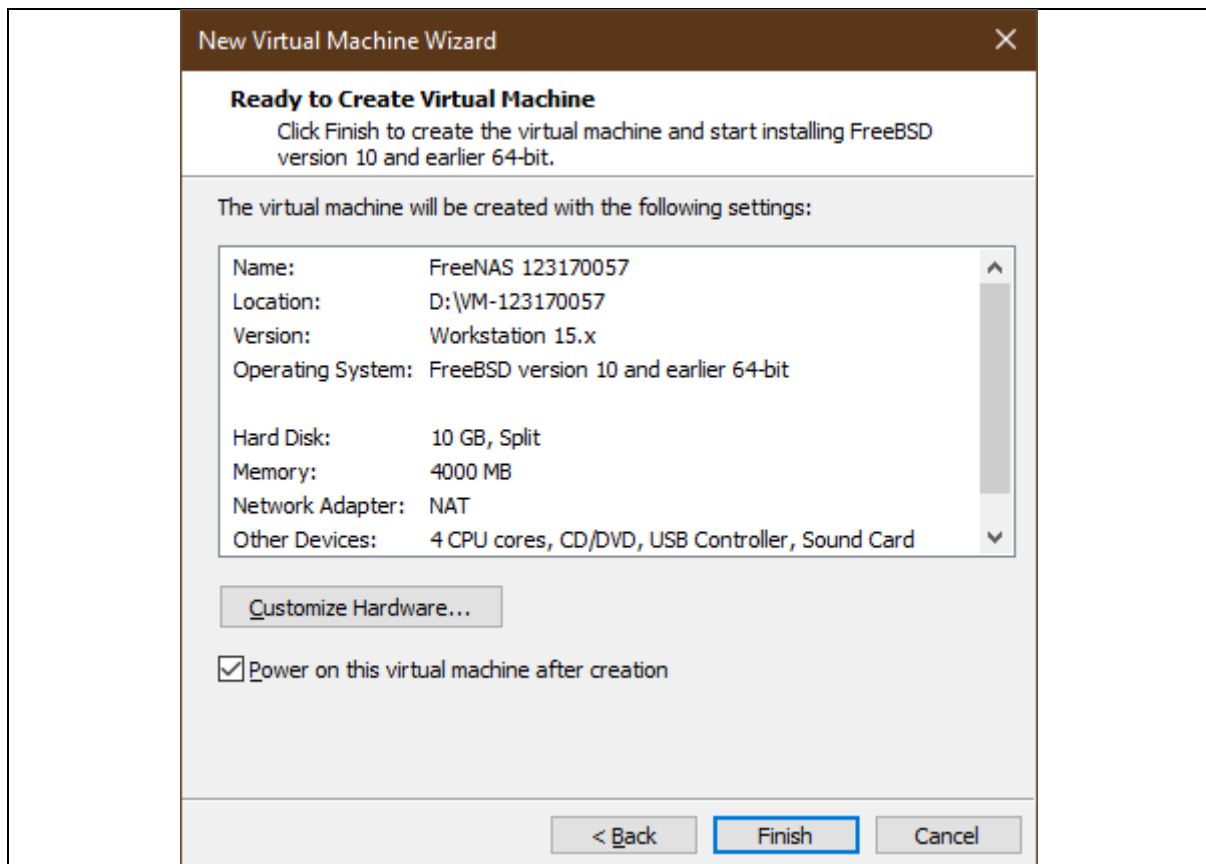 New Virtual Machine Wizard
Ready to Create Virtual Machine
Click Finish to create the virtual machine and start installing FreeBSD
version 10 and earlier 64-bit.
The virtual machine will be created with the following settings:
Name: FreeNAS 123170057
Location: D:\VM-123170057
Version: Workstation 15.x
Operating System: FreeBSD version 10 and earlier 64-bit
Hard Disk: 10 GB, Split
Memory: 4000 MB
Network Adapter: NAT
Other Devices: 4 CPU cores, CD/DVD, USB Controller, Sound Card
Customize Hardware...
Power on this virtual machine after creation
< Back Finish Cancel